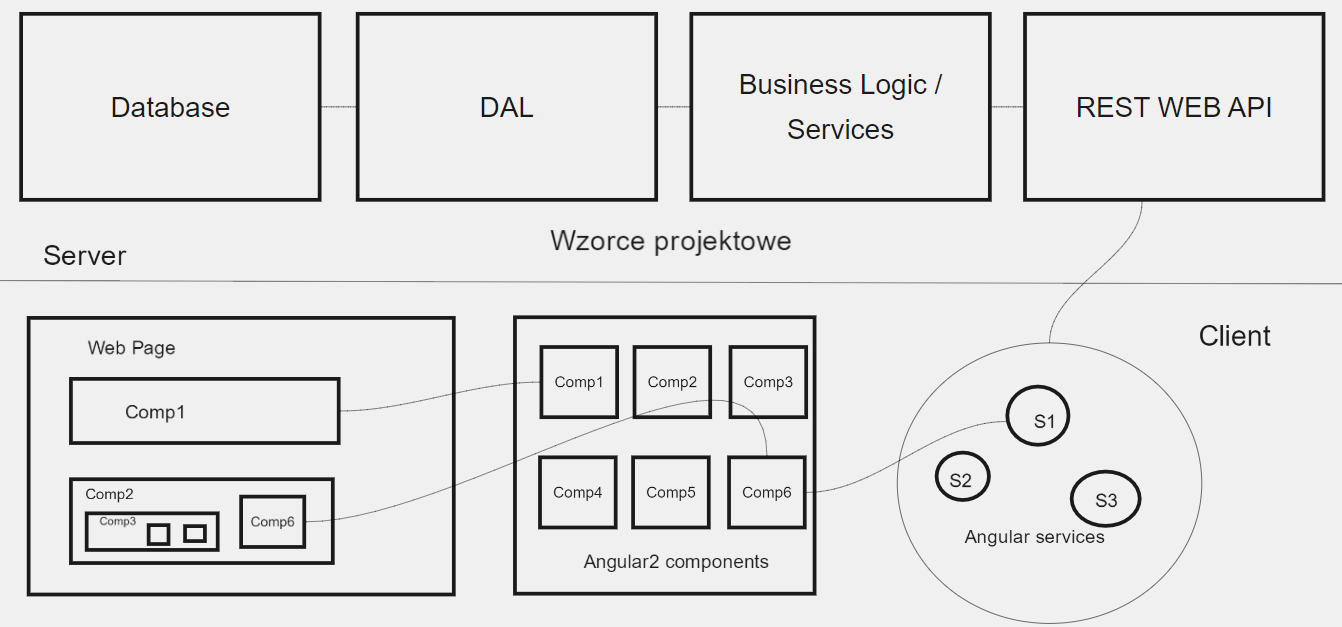 Database
DAL
Business Logic /
Services
REST WEB API
Server
Wzorce projektowe
Client
Web Page
Comp1
Comp2
Comp3
Comp6
Comp1
Comp2
Comp3
Comp4
Comp5
Comp6
Angular2 components
S1
S2
S3
Angular services